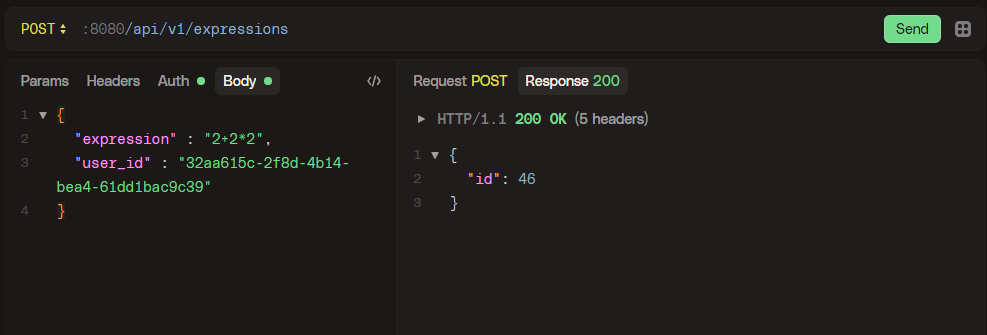 POST :8080/api/v1/expressions Send
Params Headers Auth Body
1 {
2 "expression" : "2+2*2",
3 "user_id" : "32aa615c-2f8d-4b14-
bea4-61dd1bac9c39"
4 }
Request POST Response 200
HTTP/1.1 200 OK (5 headers)
1 {
2 "id": 46
3 }